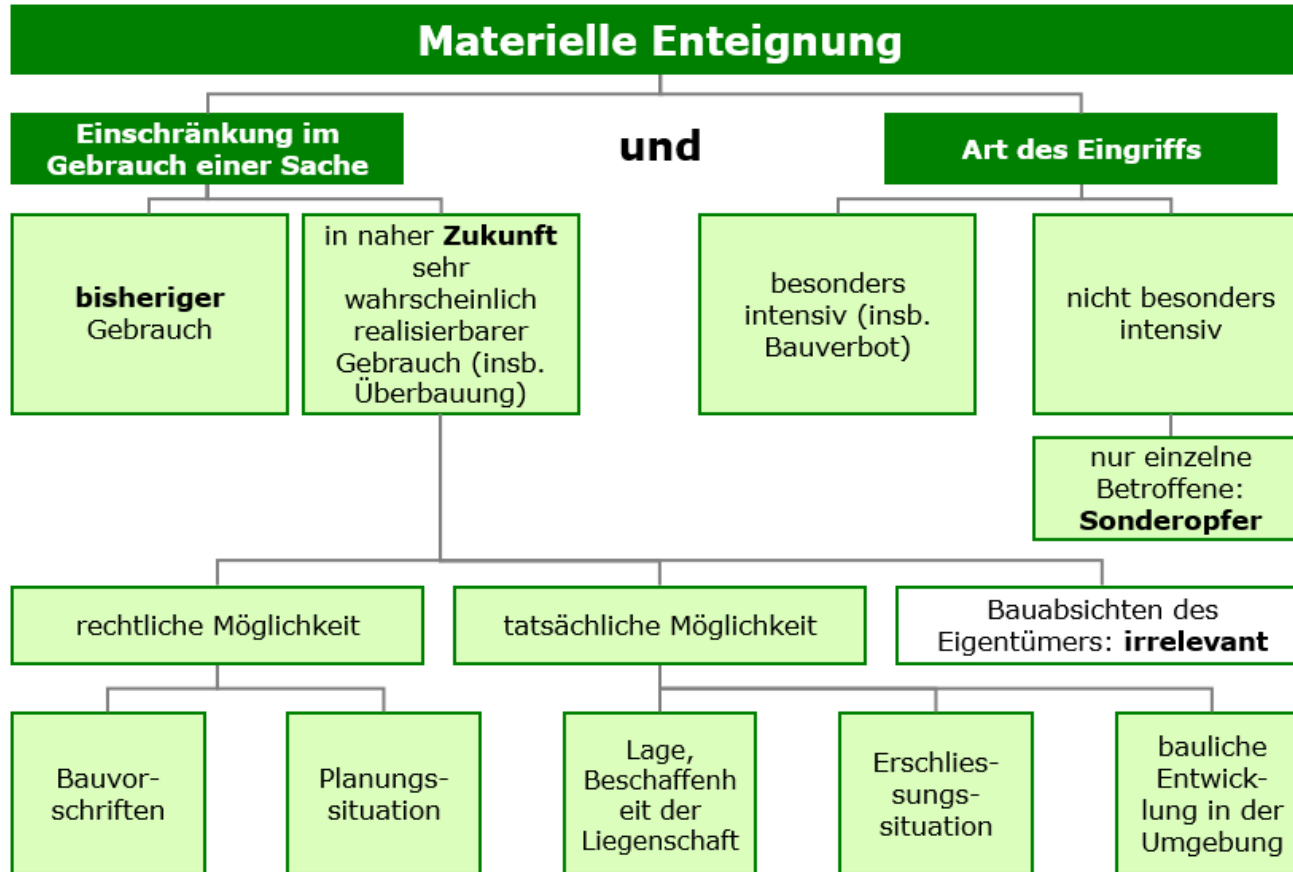 Materielle Enteignung
Einschränkung im
Gebrauch einer Sache
und
Art des Eingriffs
bisheriger
Gebrauch
in naher Zukunft
sehr
wahrscheinlich
realisierbarer
Gebrauch (insb.
Überbauung)
besonders
intensiv (insb.
Bauverbot)
nicht besonders
intensiv
nur einzelne
Betroffene:
Sonderopfer
rechtliche Möglichkeit
tatsächliche Möglichkeit
Bauabsichten des
Eigentümers: irrelevant
Bauvor-
schriften
Planungs-
situation
Lage,
Beschaffenh
eit der
Liegenschaft
Erschlies-
sungs-
situation
bauliche
Entwick-
lung in der
Umgebung